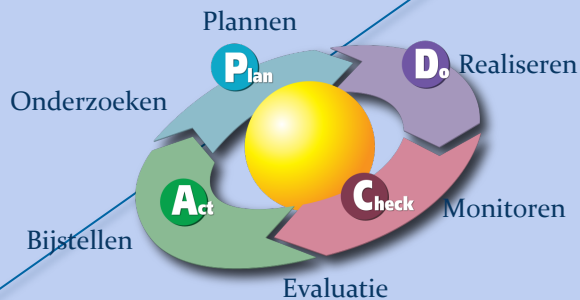 Plannen
Plan
Do
Realiseren
Onderzoeken
Act
Check
Monitoren
Bijstellen
Evaluatie